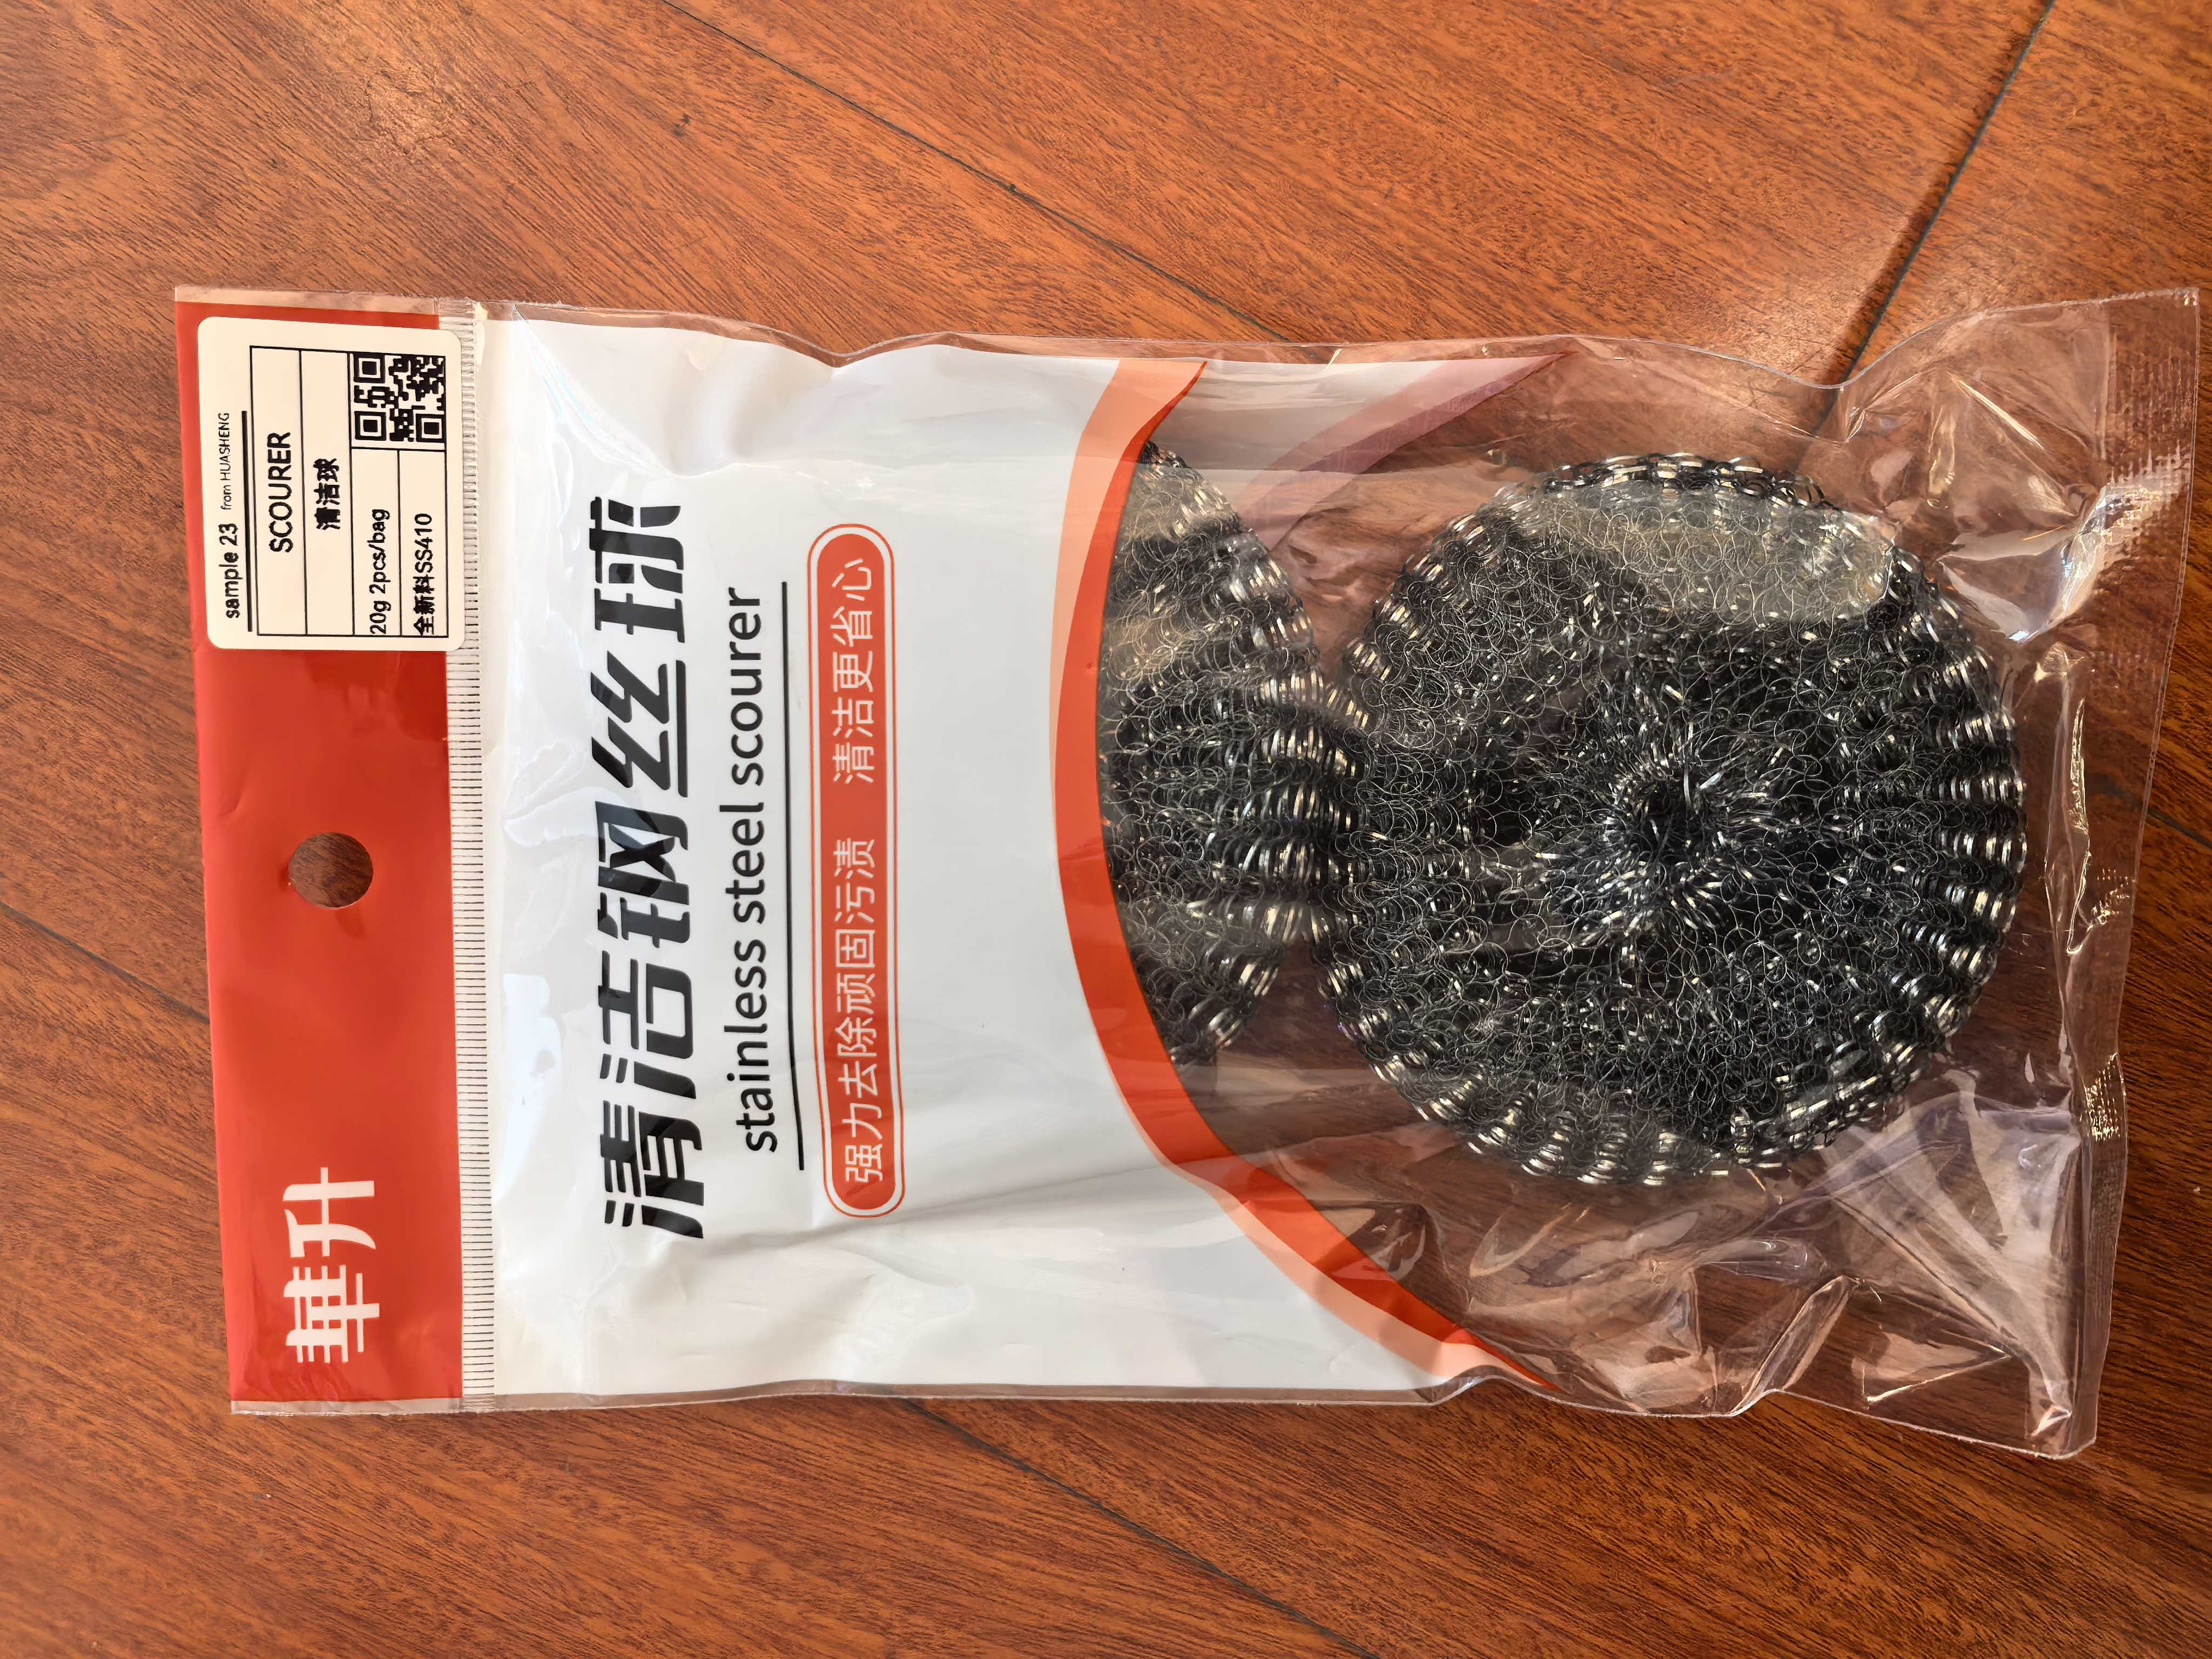 華升
sample 23 from HUASHENG
SCOURER
清洁球
20g 2pcs/bag
全新料SS410
清洁钢丝球
stainless steel scourer
强力去除顽固污渍 清洁更省心